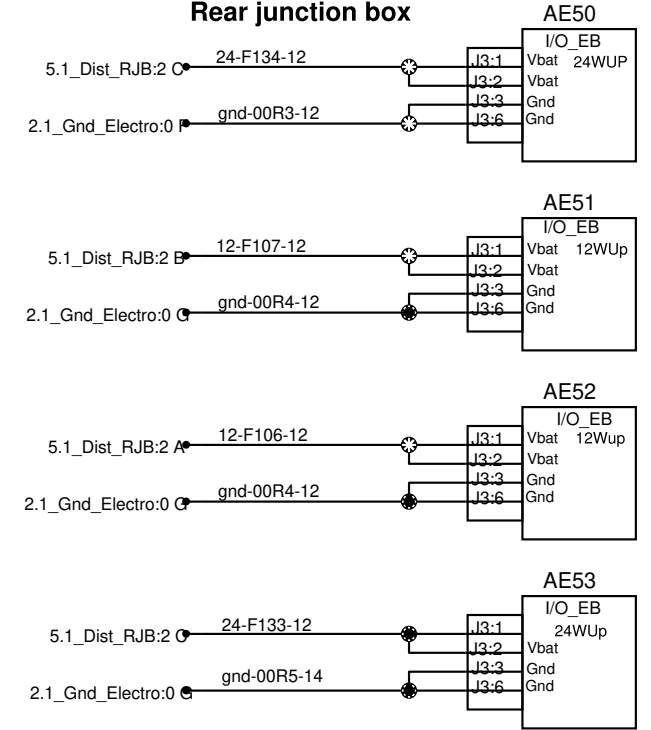 Rear junction box
AE50
I/O_EB
5.1_Dist_RJB:2 C 24-F134-12 J3:1 Vbat 24WUP
J3:2 Vbat
J3:3 Gnd
2.1_Gnd_Electro:0 F gnd-00R3-12 J3:6 Gnd
AE51
I/O_EB
5.1_Dist_RJB:2 B 12-F107-12 J3:1 Vbat 12WUp
J3:2 Vbat
J3:3 Gnd
2.1_Gnd_Electro:0 G gnd-00R4-12 J3:6 Gnd
AE52
I/O_EB
5.1_Dist_RJB:2 A 12-F106-12 J3:1 Vbat 12Wup
J3:2 Vbat
J3:3 Gnd
2.1_Gnd_Electro:0 G gnd-00R4-12 J3:6 Gnd
AE53
I/O_EB
5.1_Dist_RJB:2 C 24-F133-12 J3:1 24WUp
J3:2 Vbat
J3:3 Gnd
2.1_Gnd_Electro:0 G gnd-00R5-14 J3:6 Gnd